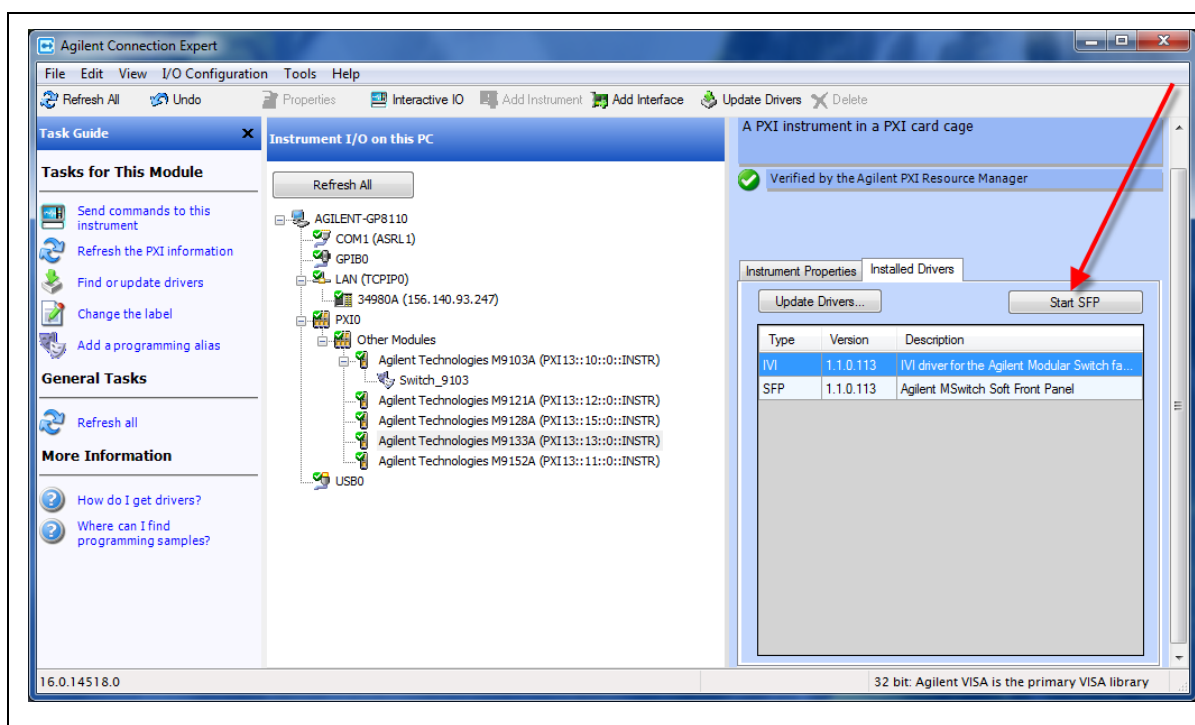 Agilent Connection Expert
File Edit View I/O Configuration Tools Help
Refresh All Undo Properties Interactive IO Add Instrument Add Interface Update Drivers Delete
Task Guide
Tasks for This Module
Send commands to this
instrument
Refresh the PXI information
Find or update drivers
Change the label
Add a programming alias
General Tasks
Refresh all
More Information
How do I get drivers?
Where can I find
programming samples?
Instrument I/O on this PC
Refresh All
AGILENT-GP8110
COM1 (ASRL1)
GPIB0
LAN (TCPIP0)
34980A (156.140.93.247)
PXI0
Other Modules
Agilent Technologies M9103A (PXI13::10::0::INSTR)
Switch_9103
Agilent Technologies M9121A (PXI13::12::0::INSTR)
Agilent Technologies M9128A (PXI13::15::0::INSTR)
Agilent Technologies M9133A (PXI13::13::0::INSTR)
Agilent Technologies M9152A (PXI13::11::0::INSTR)
USB0
A PXI instrument in a PXI card cage
Verified by the Agilent PXI Resource Manager
Instrument Properties Installed Drivers
Update Drivers... Start SFP
Type Version Description
IVI 1.1.0.113 IVI driver for the Agilent Modular Switch fa...
SFP 1.1.0.113 Agilent MSwitch Soft Front Panel
16.0.14518.0 32 bit: Agilent VISA is the primary VISA library